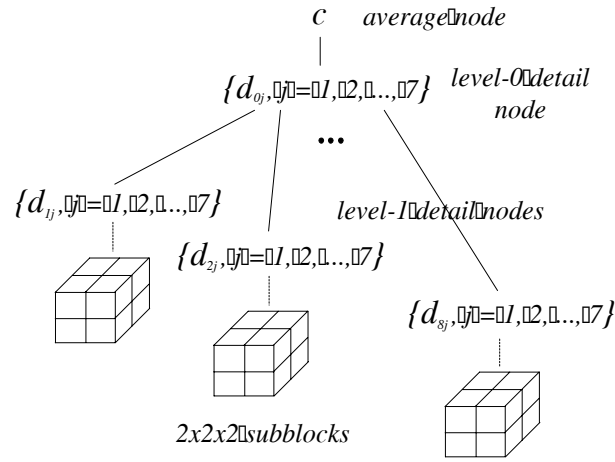 c average node
{d0j, j = 1, 2, ..., 7}
level-0 detail
node
...
{d1j, j = 1, 2, ..., 7}
level-1 detail nodes
{d2j, j = 1, 2, ..., 7}
{d8j, j = 1, 2, ..., 7}
2x2x2 subblocks